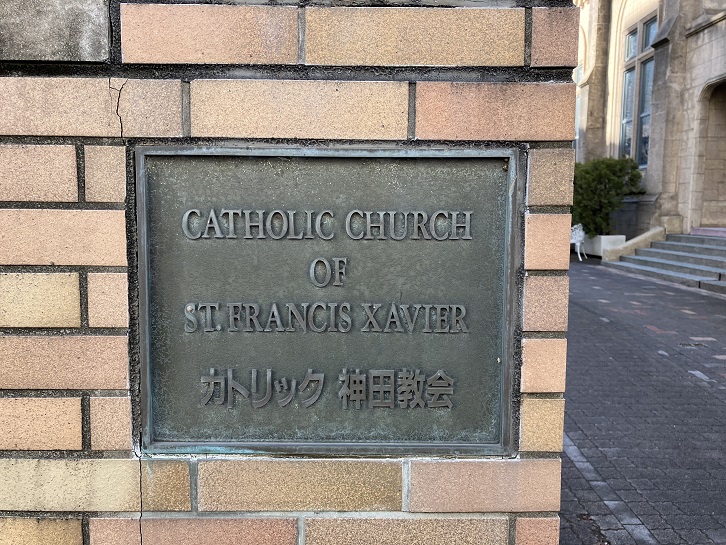 CATHOLIC CHURCH
OF
ST. FRANCIS XAVIER
カトリック 神田教会